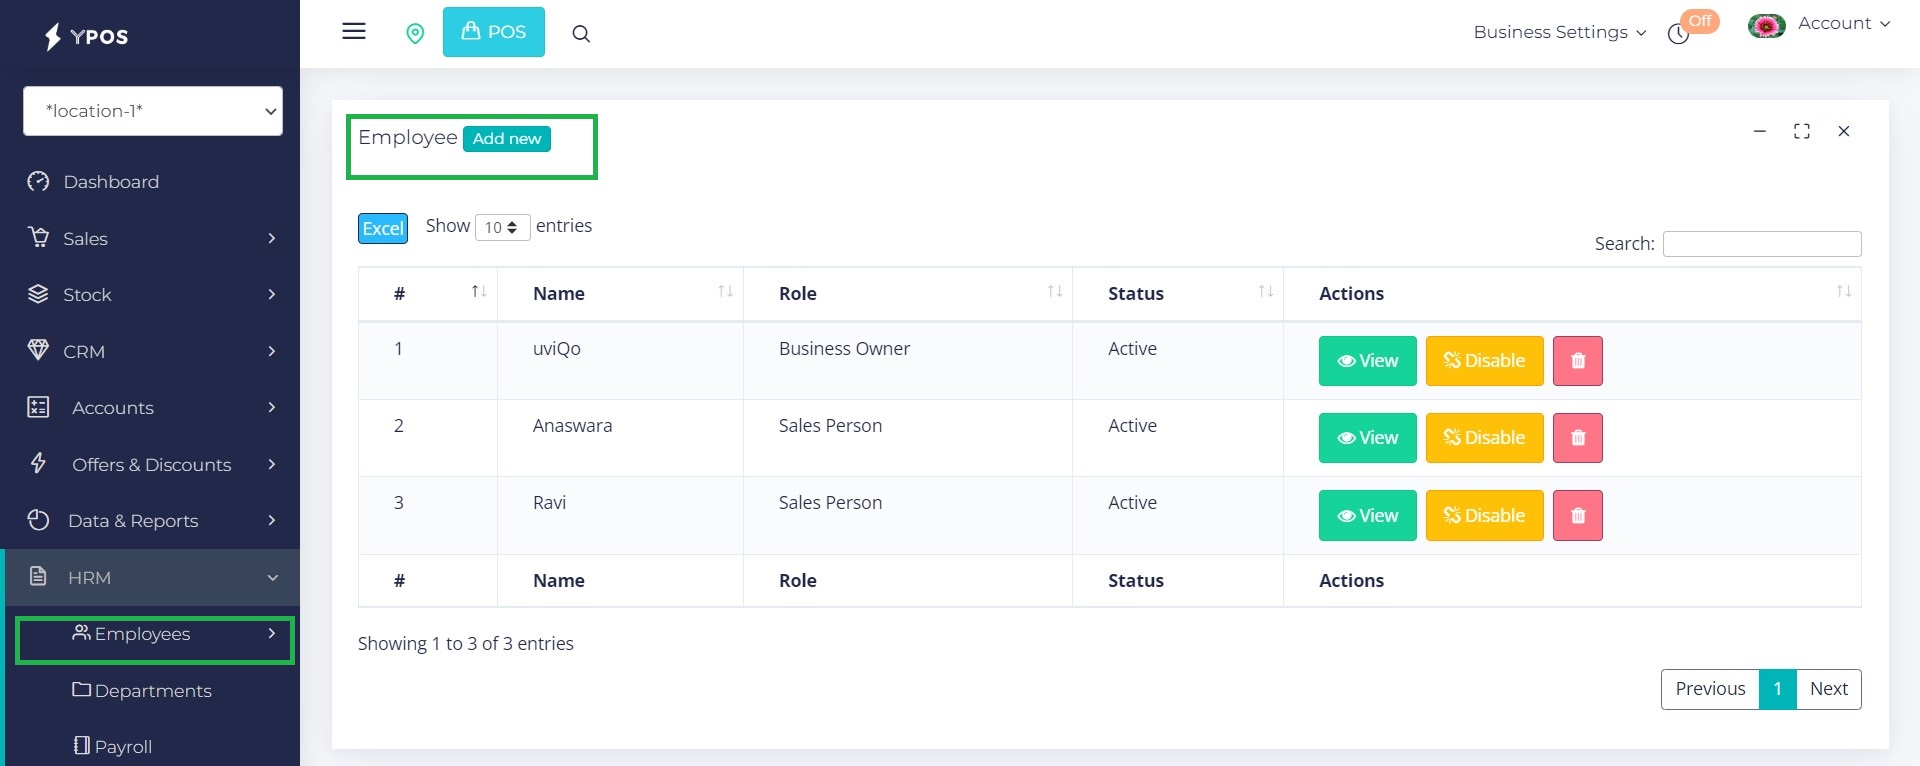 YPOS
POS
Business Settings
Off
Account
*location-1*
Dashboard
Sales
Stock
CRM
Accounts
Offers & Discounts
Data & Reports
HRM
Employees
Departments
Payroll
Employee Add new
Excel Show 10 entries
Search:
# Name Role Status Actions
1 uviQo Business Owner Active View Disable
2 Anaswara Sales Person Active View Disable
3 Ravi Sales Person Active View Disable
# Name Role Status Actions
Showing 1 to 3 of 3 entries
Previous 1 Next